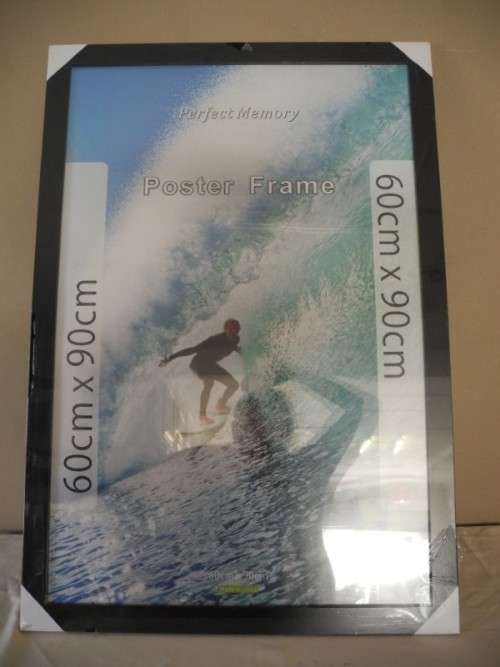 Perfect Memory
Poster Frame
60cm x 90cm
60cm x 90cm